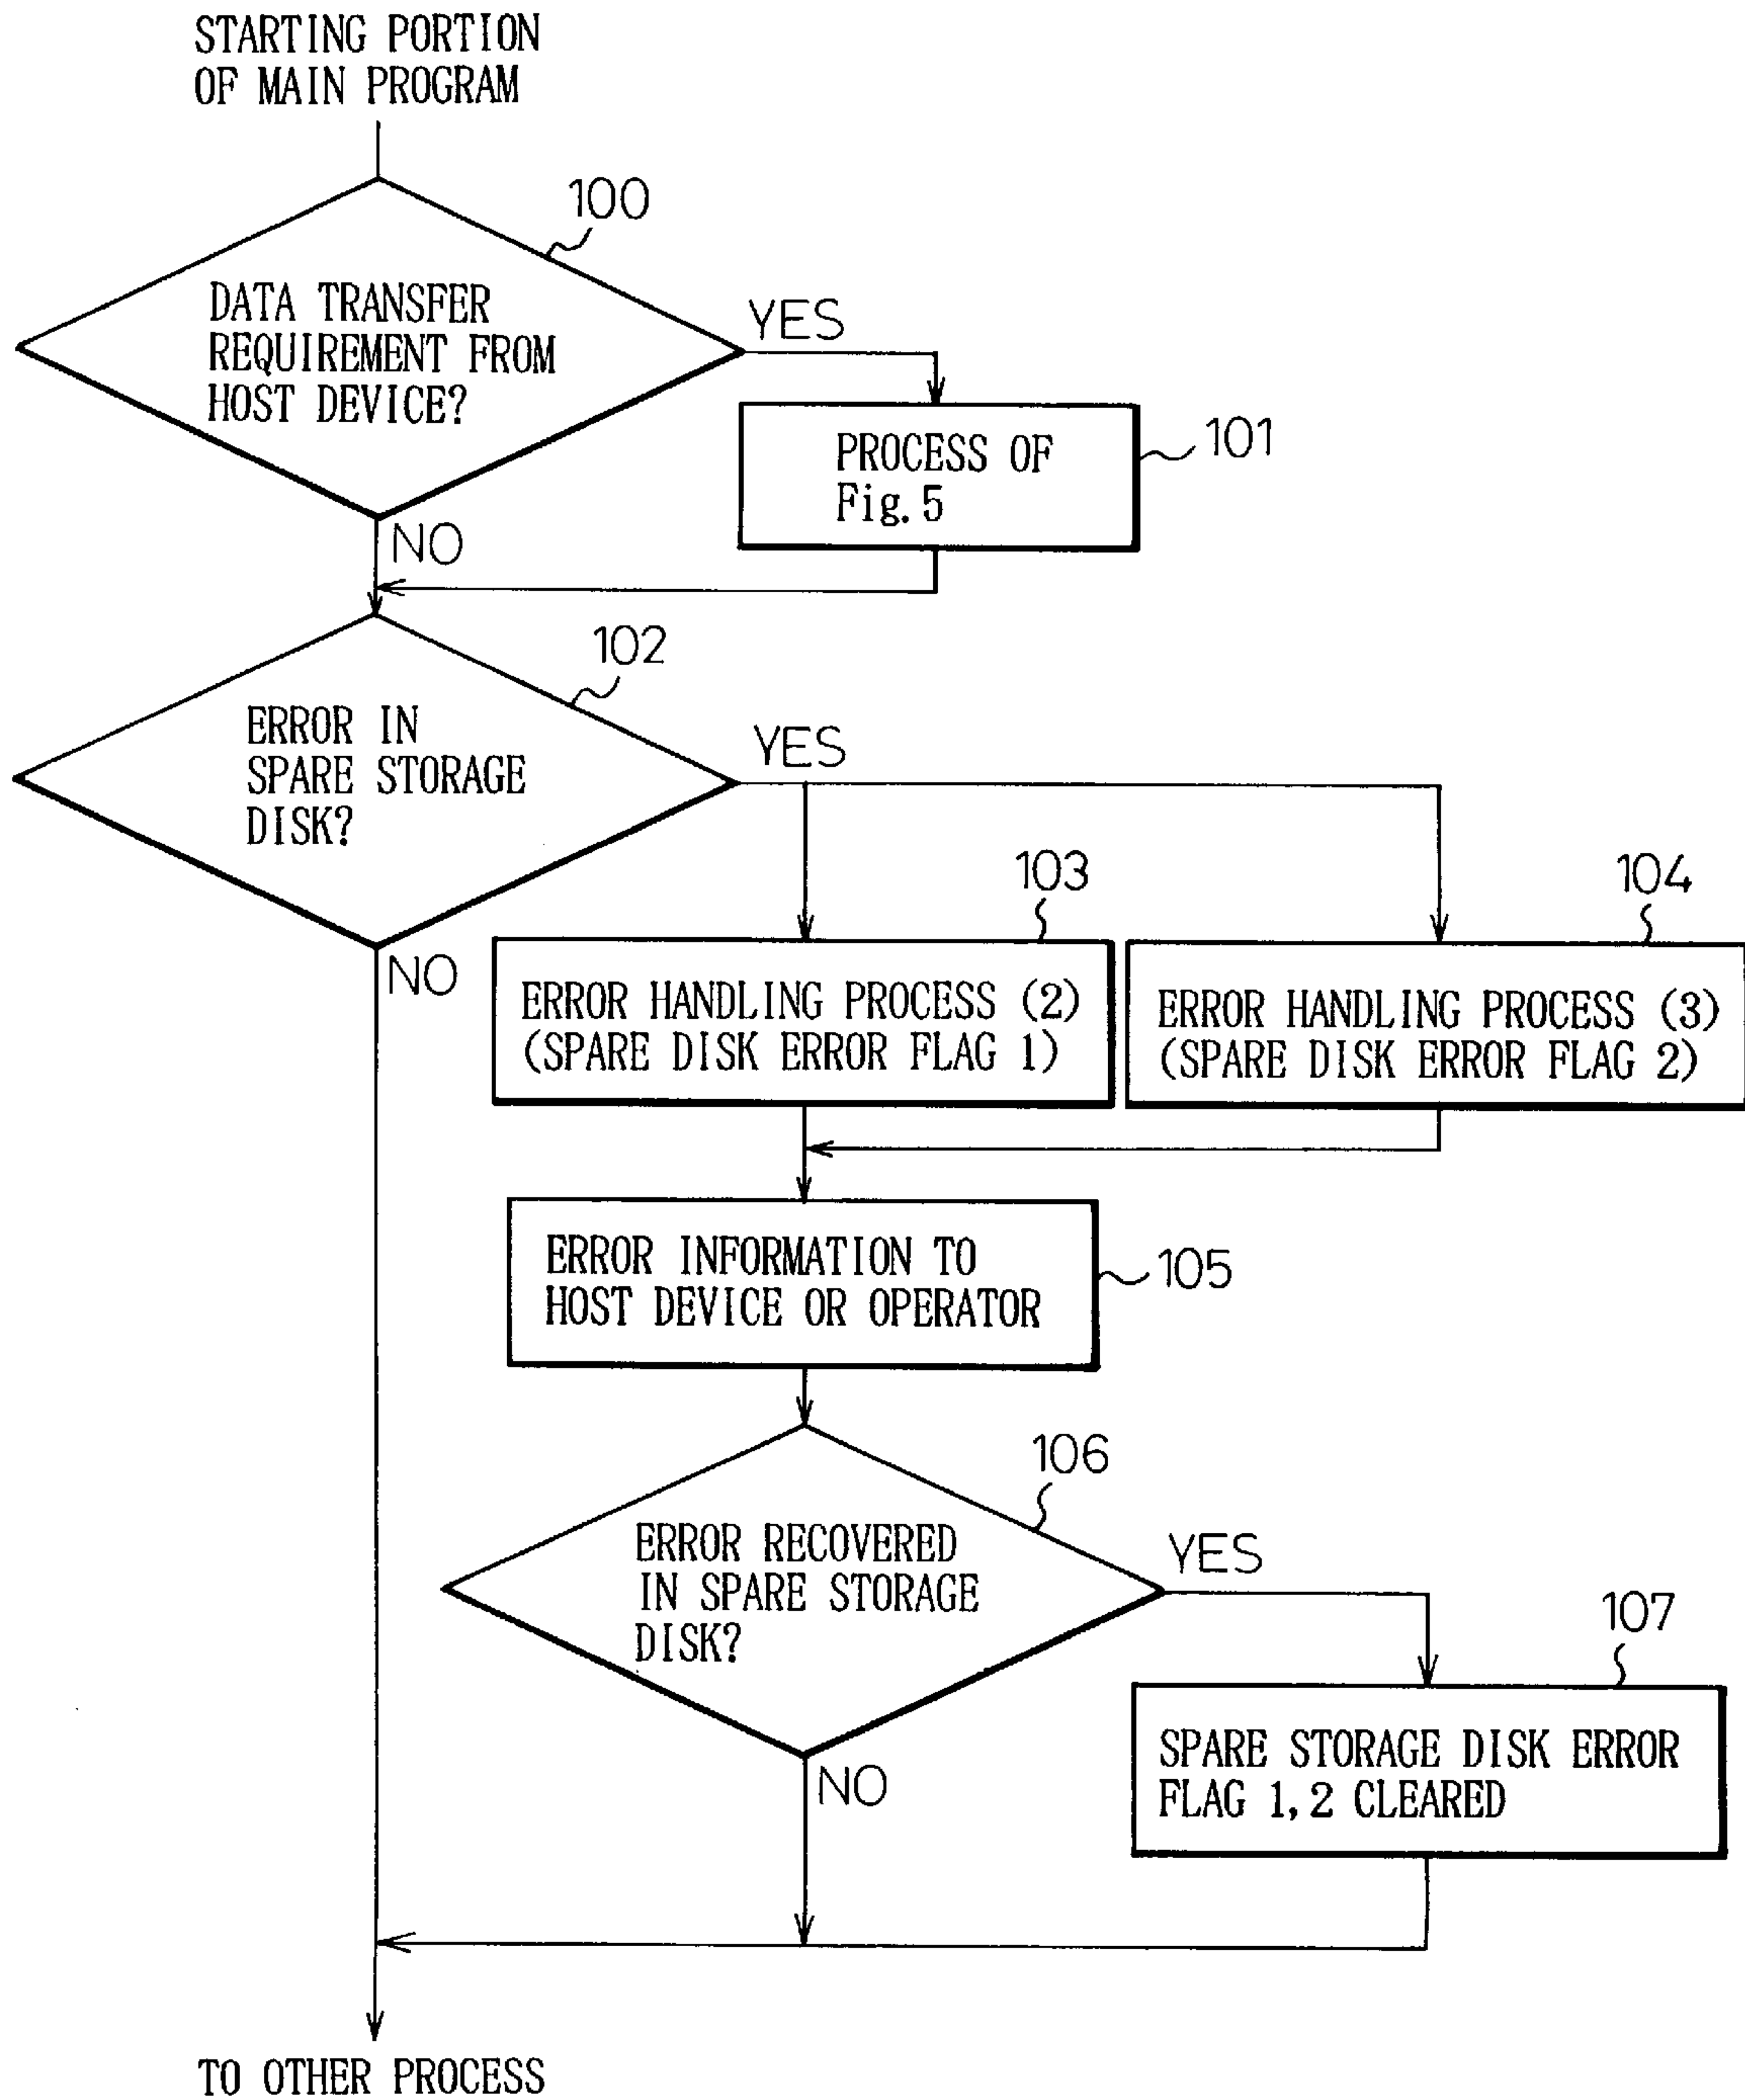 STARTING PORTION
OF MAIN PROGRAM
100
DATA TRANSFER
REQUIREMENT FROM
HOST DEVICE?
YES
PROCESS OF
Fig. 5
101
NO
102
ERROR IN
SPARE STORAGE
DISK?
YES
NO
103
ERROR HANDLING PROCESS (2)
(SPARE DISK ERROR FLAG 1)
104
ERROR HANDLING PROCESS (3)
(SPARE DISK ERROR FLAG 2)
ERROR INFORMATION TO
HOST DEVICE OR OPERATOR
105
106
ERROR RECOVERED
IN SPARE STORAGE
DISK?
YES
NO
107
SPARE STORAGE DISK ERROR
FLAG 1,2 CLEARED
TO OTHER PROCESS